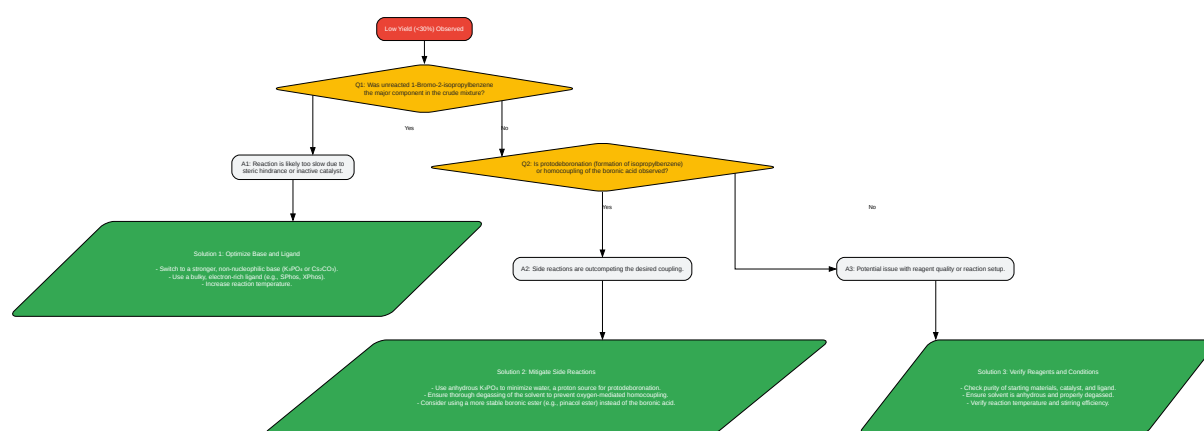 Low Yield (<30%) Observed
Q1: Was unreacted 1-Bromo-2-isopropylbenzene
the major component in the crude mixture?
Yes
No
A1: Reaction is likely too slow due to
steric hindrance or inactive catalyst.
Q2: Is protodeboronation (formation of isopropylbenzene)
or homocoupling of the boronic acid observed?
Yes
No
Solution 1: Optimize Base and Ligand
- Switch to a stronger, non-nucleophilic base (K₃PO₄ or Cs₂CO₃).
- Use a bulky, electron-rich ligand (e.g., SPhos, XPhos).
- Increase reaction temperature.
A2: Side reactions are outcompeting the desired coupling.
A3: Potential issue with reagent quality or reaction setup.
Solution 2: Mitigate Side Reactions
- Use anhydrous K₃PO₄ to minimize water, a proton source for protodeboronation.
- Ensure thorough degassing of the solvent to prevent oxygen-mediated homocoupling.
- Consider using a more stable boronic ester (e.g., pinacol ester) instead of the boronic acid.
Solution 3: Verify Reagents and Conditions
- Check purity of starting materials, catalyst, and ligand.
- Ensure solvent is anhydrous and properly degassed.
- Verify reaction temperature and stirring efficiency.